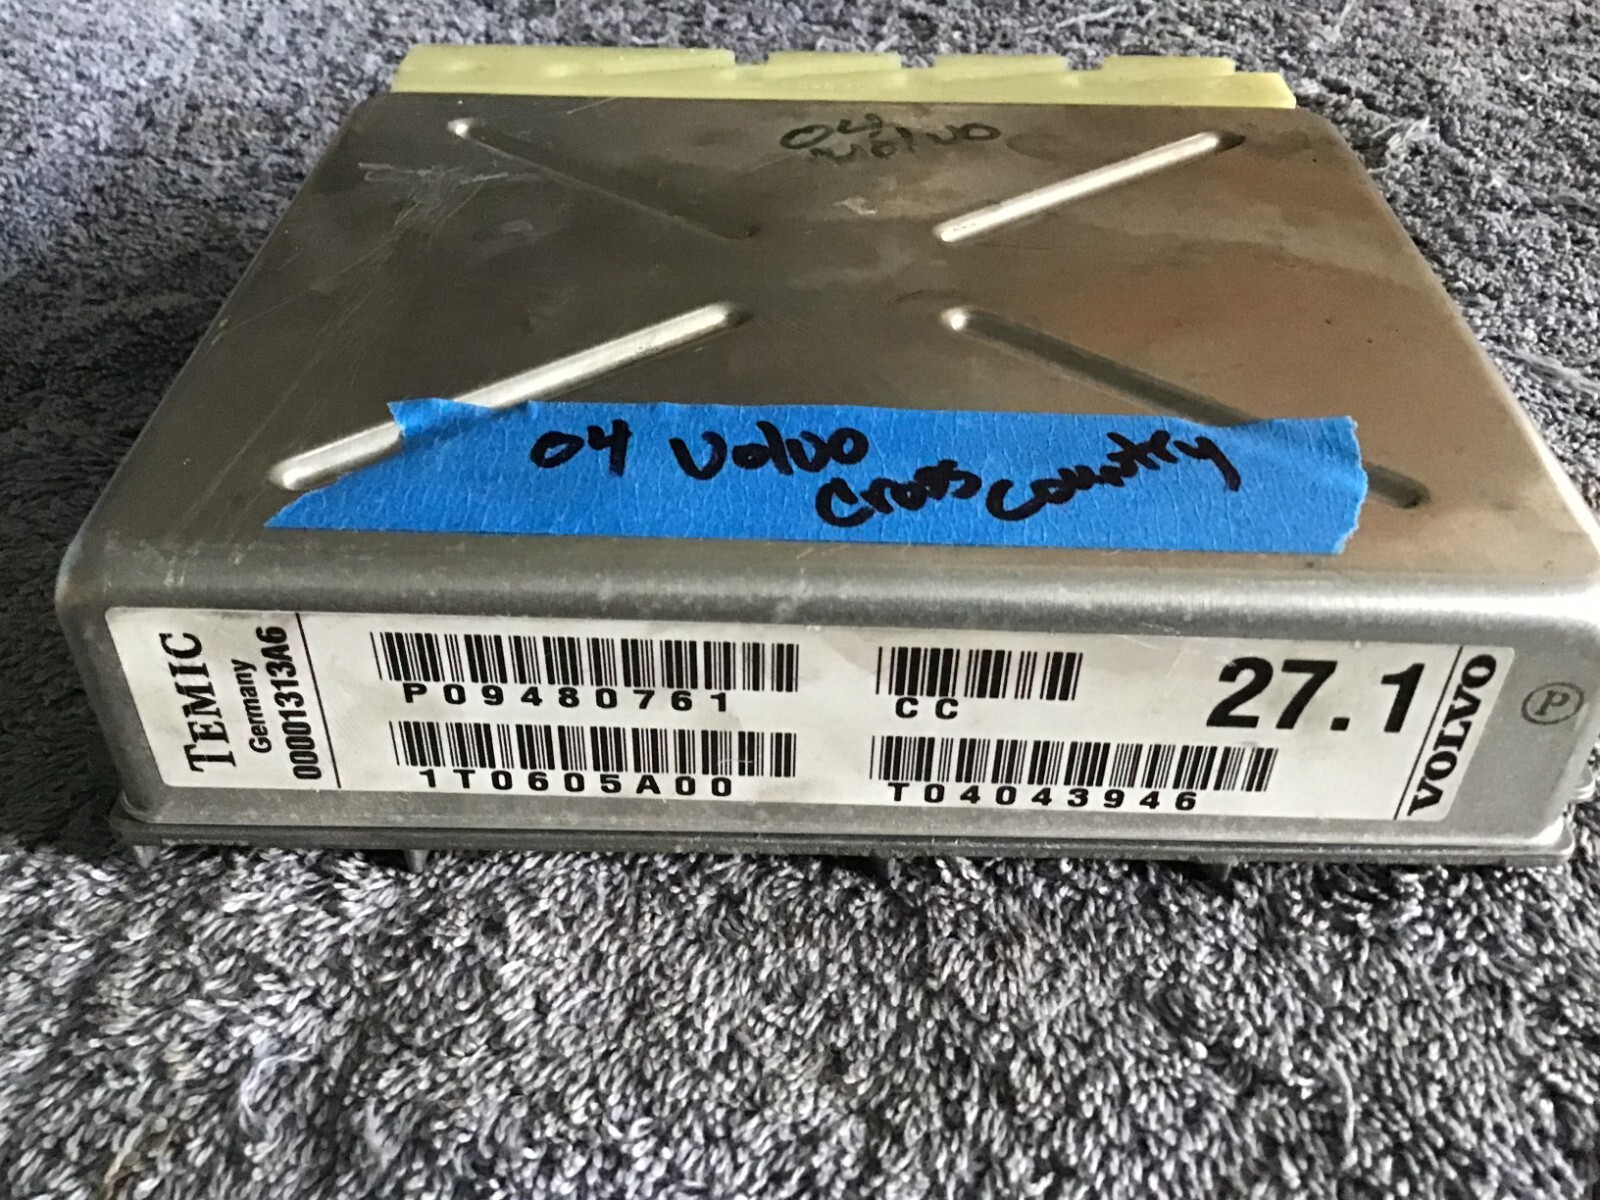 04
Volvo
04 Volvo
Cross Country
TEMIC
Germany
00001313A6
P09480761
CC
27.1
1T0605A00
T04043946
VOLVO
P